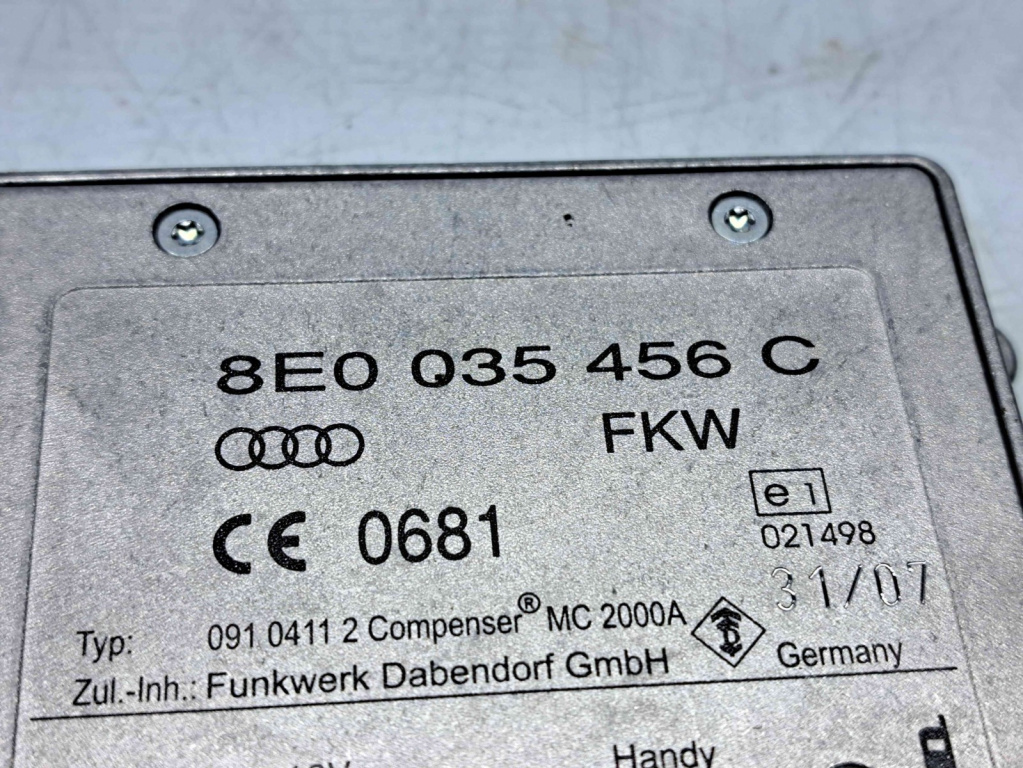 8E0 035 456 C
FKW
CE 0681
e1
021498
31/07
Typ: 091 0411 2 Compenser® MC 2000A
Zul.-Inh.: Funkwerk Dabendorf GmbH
Germany
Handy